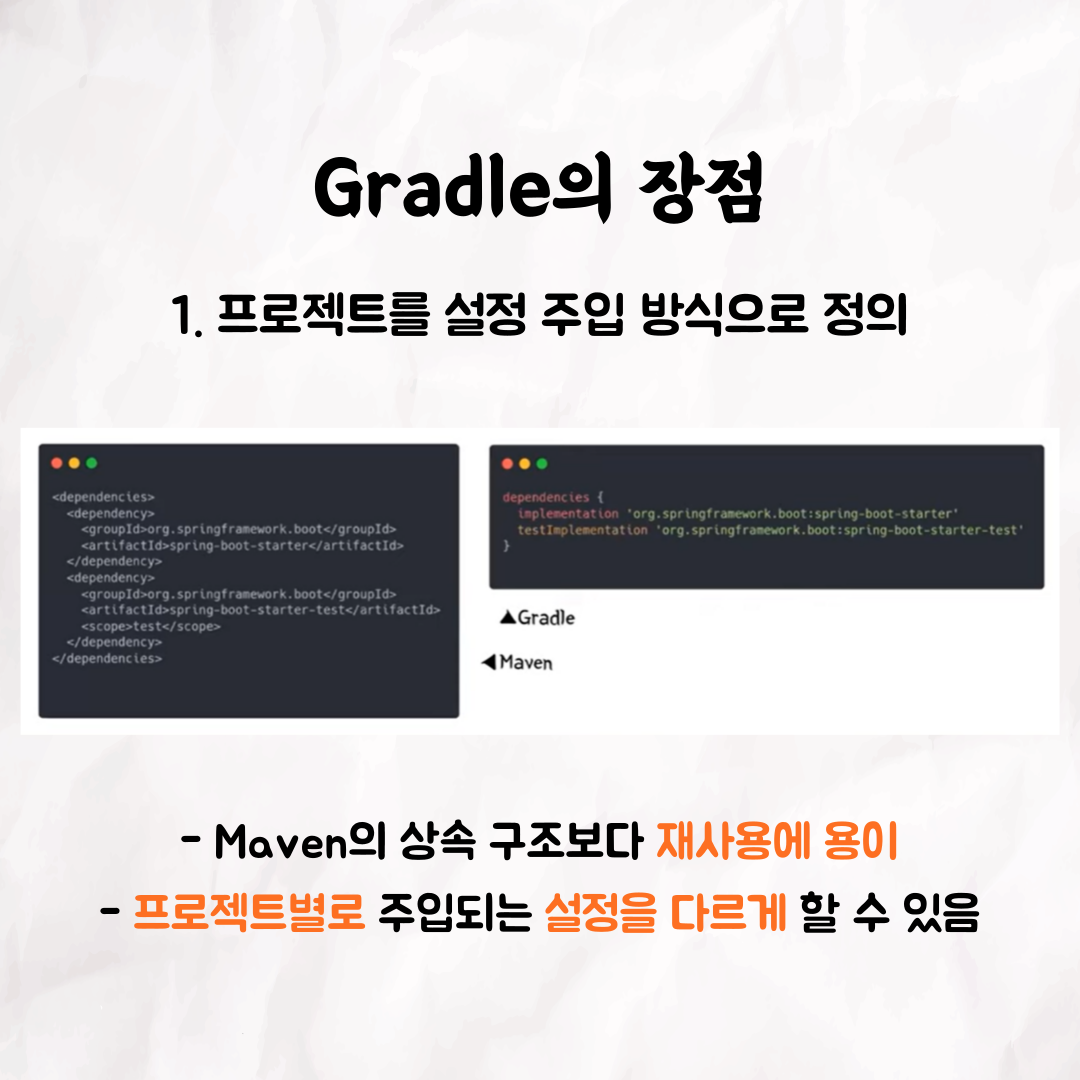 Gradle의 장점
1. 프로젝트를 설정 주입 방식으로 정의
<dependencies>
<dependency>
<groupId>org.springframework.boot</groupId>
<artifactId>spring-boot-starter</artifactId>
</dependency>
<dependency>
<groupId>org.springframework.boot</groupId>
<artifactId>spring-boot-starter-test</artifactId>
<scope>test</scope>
</dependency>
</dependencies>
dependencies {
implementation 'org.springframework.boot:spring-boot-starter'
testImplementation 'org.springframework.boot:spring-boot-starter-test'
}
▲Gradle
◀Maven
- Maven의 상속 구조보다 재사용에 용이
- 프로젝트별로 주입되는 설정을 다르게 할 수 있음